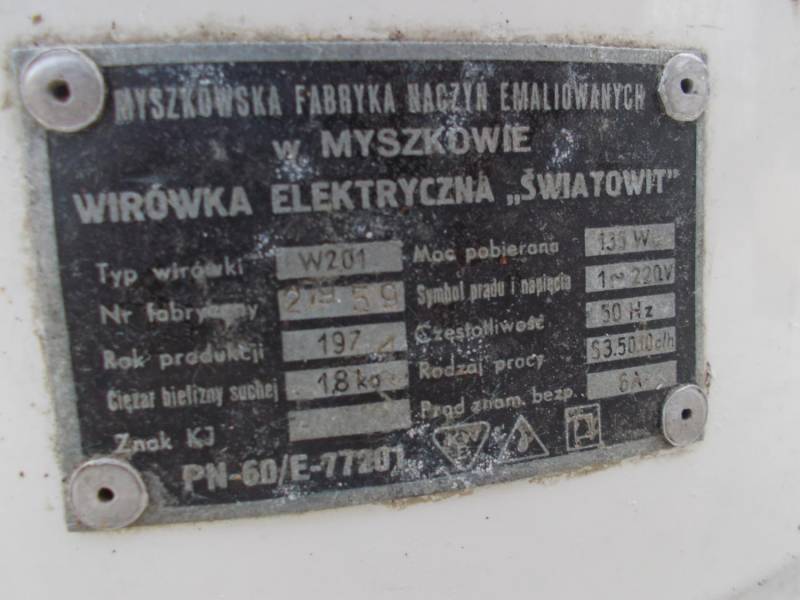 MYSZKOWSKA FABRYKA NACZYŃ EMALIOWANYCH
w MYSZKOWIE
WIRÓWKA ELEKTRYCZNA „ŚWIATOWIT"
Typ wirówki W201
Nr fabryczny
Rok produkcji 197
Ciężar bielizny suchej 1,8 kg
Znak KJ
Moc pobierana 135 W
Symbol prądu i napięcia 1~220V
Częstotliwość 50 Hz
Rodzaj pracy
Prąd znam. bezp. 6A
PN-60/E-77201